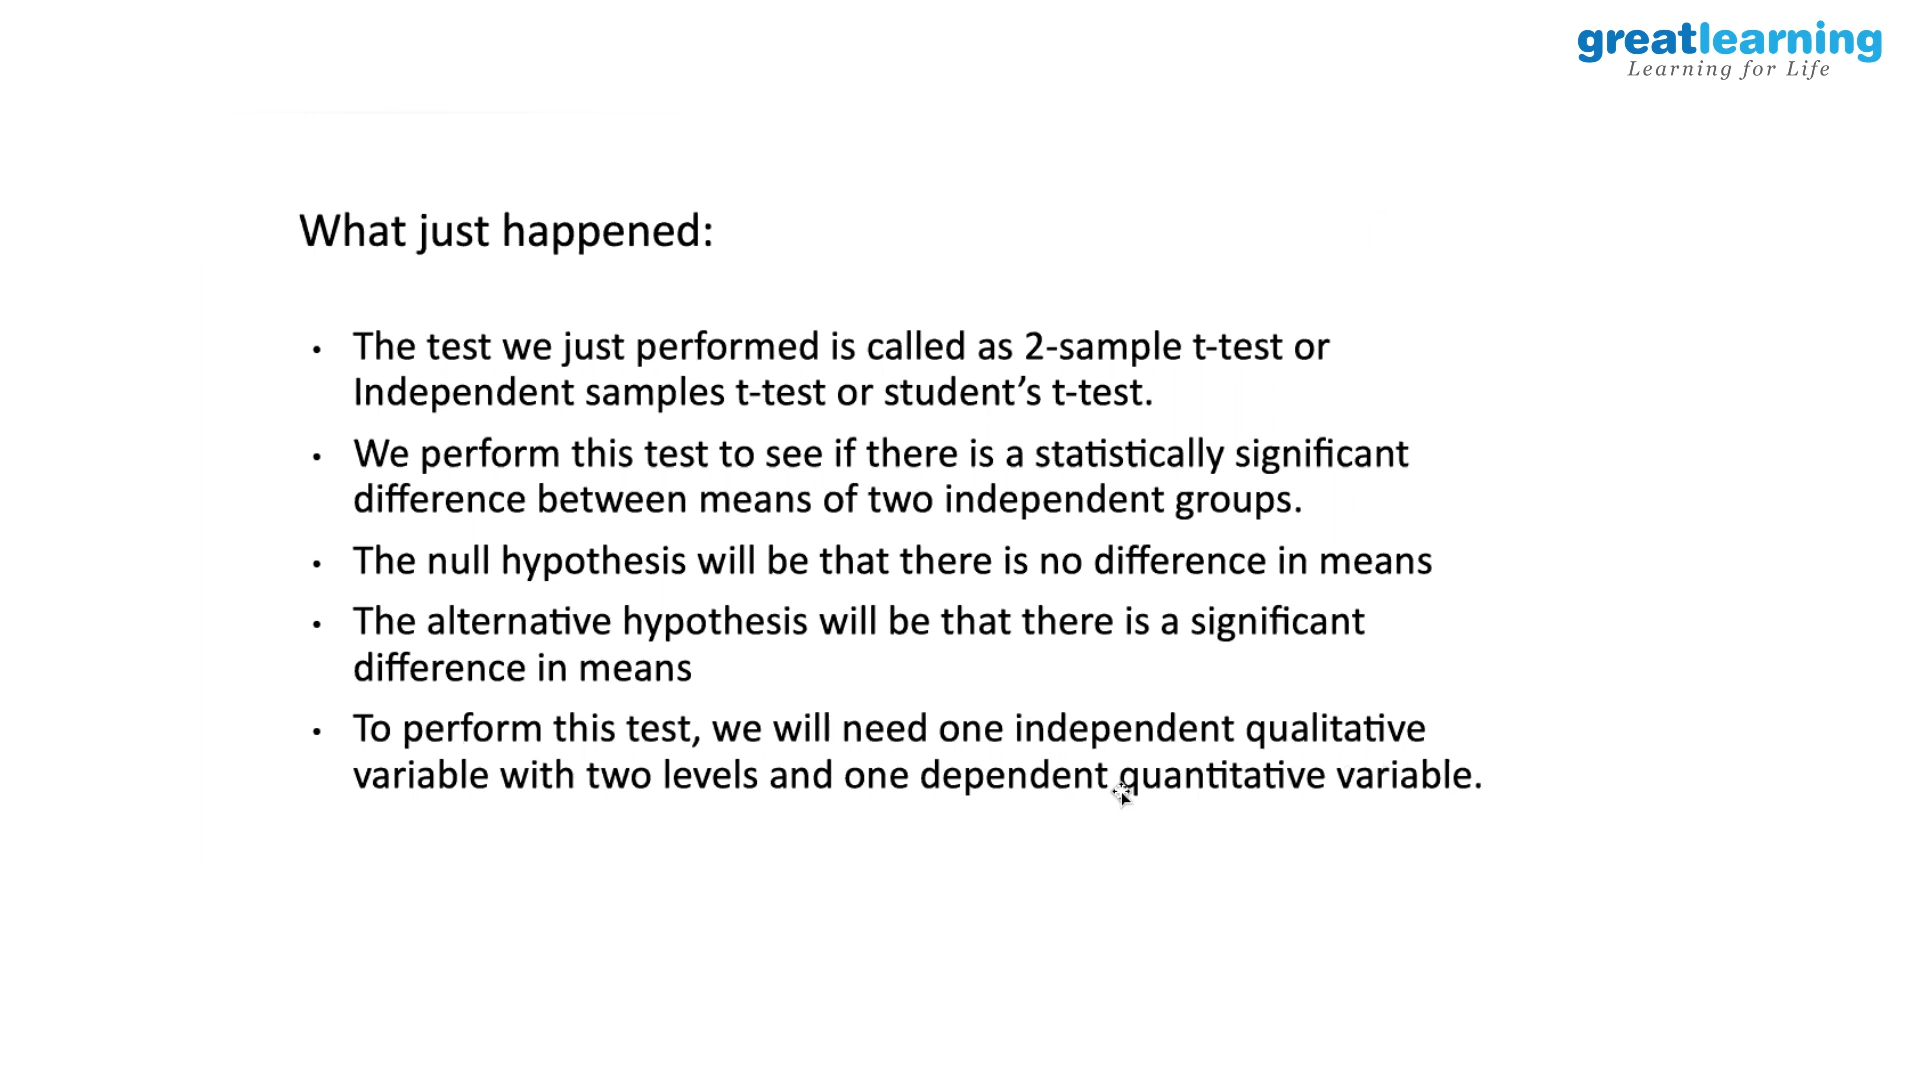 greatlearning
Learning for Life
What just happened:
• The test we just performed is called as 2-sample t-test or
Independent samples t-test or student’s t-test.
• We perform this test to see if there is a statistically significant
difference between means of two independent groups.
• The null hypothesis will be that there is no difference in means
• The alternative hypothesis will be that there is a significant
difference in means
• To perform this test, we will need one independent qualitative
variable with two levels and one dependent quantitative variable.